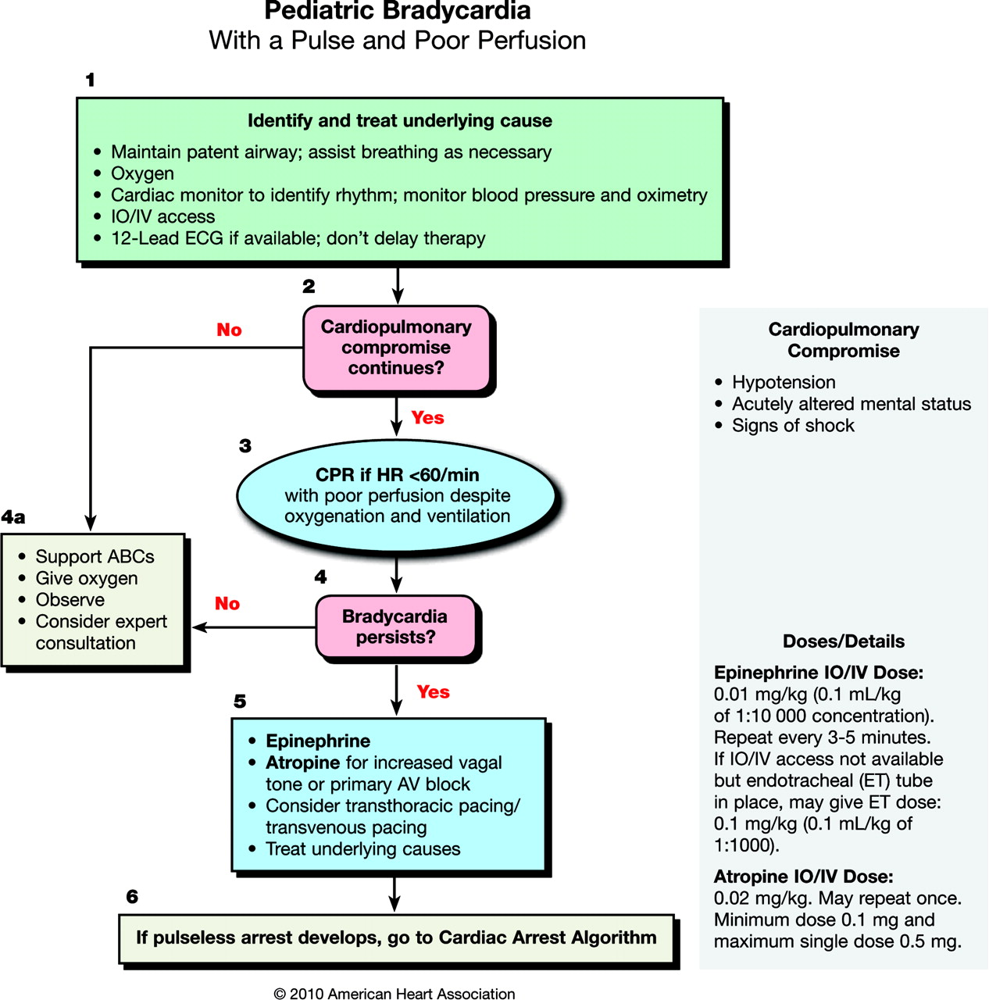 Pediatric Bradycardia
With a Pulse and Poor Perfusion
1
Identify and treat underlying cause
• Maintain patent airway; assist breathing as necessary
• Oxygen
• Cardiac monitor to identify rhythm; monitor blood pressure and oximetry
• IO/IV access
• 12-Lead ECG if available; don’t delay therapy
2
Cardiopulmonary
compromise
continues?
No
Yes
3
CPR if HR <60/min
with poor perfusion despite
oxygenation and ventilation
4a
• Support ABCs
• Give oxygen
• Observe
• Consider expert
consultation
4
Bradycardia
persists?
No
Yes
5
• Epinephrine
• Atropine for increased vagal
tone or primary AV block
• Consider transthoracic pacing/
transvenous pacing
• Treat underlying causes
6
If pulseless arrest develops, go to Cardiac Arrest Algorithm
Cardiopulmonary
Compromise
• Hypotension
• Acutely altered mental status
• Signs of shock
Doses/Details
Epinephrine IO/IV Dose:
0.01 mg/kg (0.1 mL/kg
of 1:10 000 concentration).
Repeat every 3-5 minutes.
If IO/IV access not available
but endotracheal (ET) tube
in place, may give ET dose:
0.1 mg/kg (0.1 mL/kg of
1:1000).
Atropine IO/IV Dose:
0.02 mg/kg. May repeat once.
Minimum dose 0.1 mg and
maximum single dose 0.5 mg.
© 2010 American Heart Association